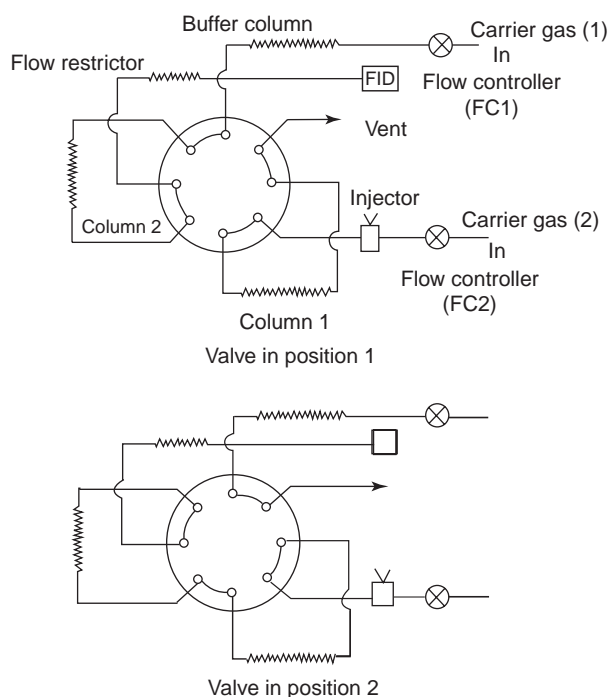 Buffer column
Carrier gas (1)
In
Flow restrictor
FID
Flow controller
(FC1)
Vent
Injector
Column 2
Carrier gas (2)
In
Flow controller
(FC2)
Column 1
Valve in position 1
Valve in position 2